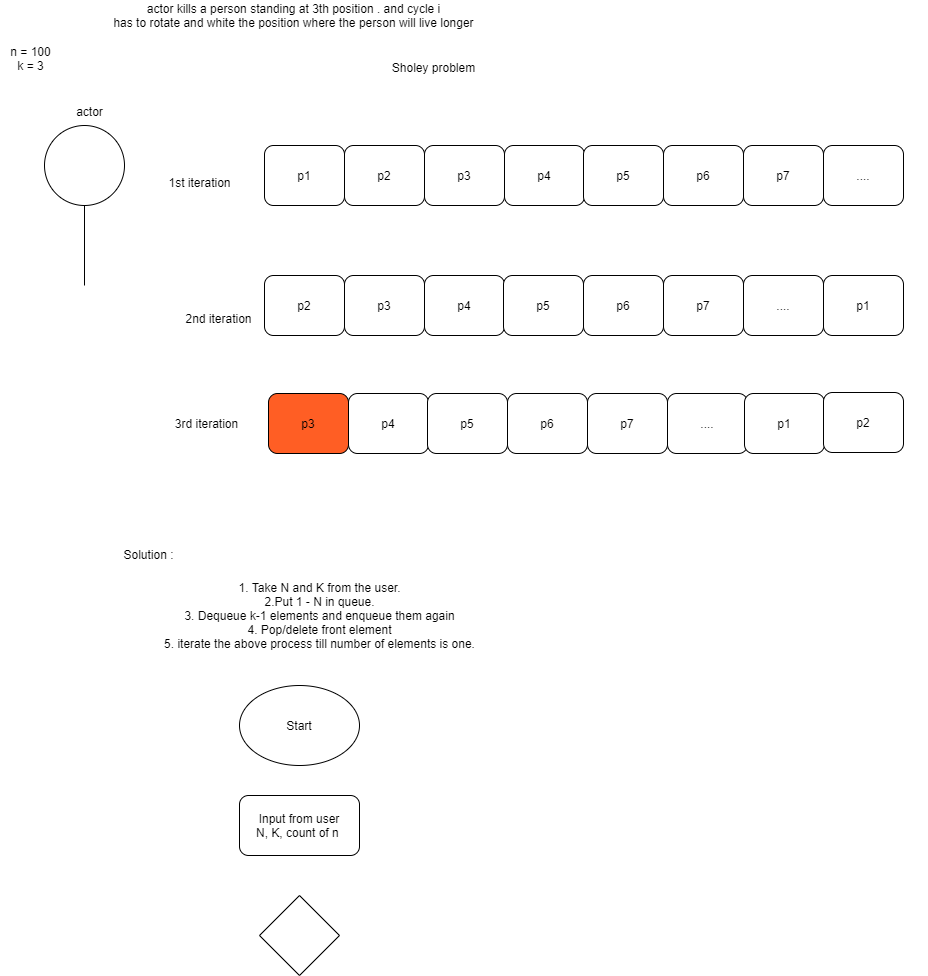 actor kills a person standing at 3th position . and cycle i
has to rotate and white the position where the person will live longer
n = 100
k = 3
Sholey problem
actor
1st iteration
p1 p2 p3 p4 p5 p6 p7 ....
2nd iteration
p2 p3 p4 p5 p6 p7 .... p1
3rd iteration
p3 p4 p5 p6 p7 .... p1 p2
Solution :
1. Take N and K from the user.
2.Put 1 - N in queue.
3. Dequeue k-1 elements and enqueue them again
4. Pop/delete front element
5. iterate the above process till number of elements is one.
Start
Input from user
N, K, count of n